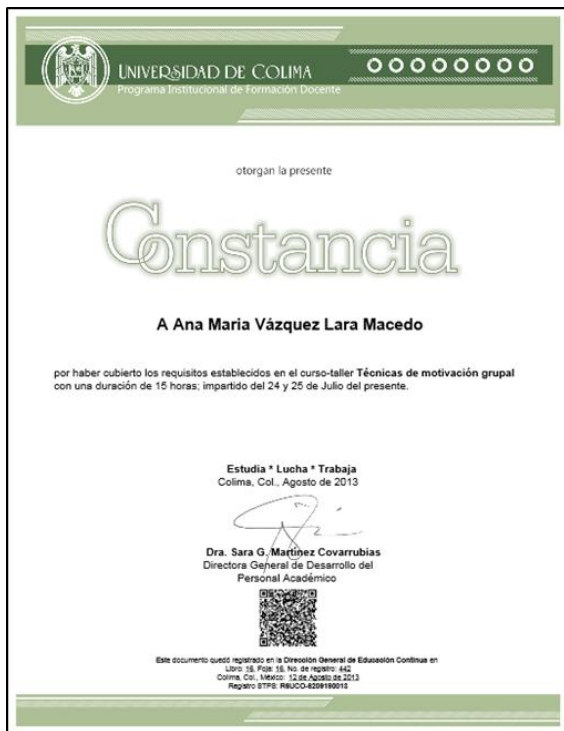 UNIVERSIDAD DE COLIMA
Programa Institucional de Formación Docente
otorgan la presente
Constancia
A Ana Maria Vázquez Lara Macedo
por haber cubierto los requisitos establecidos en el curso-taller Técnicas de motivación grupal
con una duración de 15 horas; impartido del 24 y 25 de Julio del presente.
Estudia * Lucha * Trabaja
Colima, Col., Agosto de 2013
Dra. Sara G. Martínez Covarrubias
Directora General de Desarrollo del
Personal Académico
Este documento quedó registrado en la Dirección General de Educación Continua en
Libro: 16, Foja: 16, No. de registro: 442
Colima, Col., México: 12 de Agosto de 2013
Registro STPS: